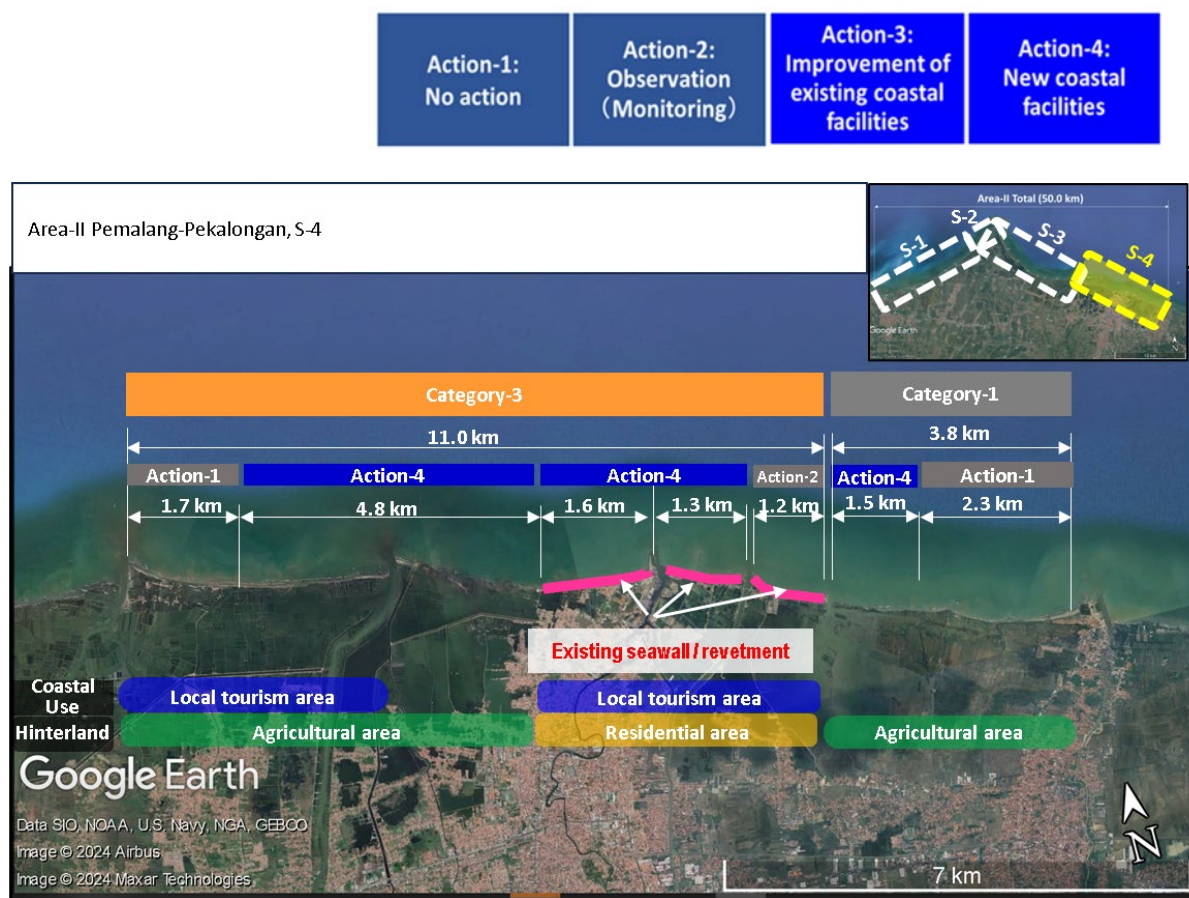 Action-1:
No action
Action-2:
Observation
（Monitoring）
Action-3:
Improvement of
existing coastal
facilities
Action-4:
New coastal
facilities
Area-II Pemalang-Pekalongan, S-4
Area-II Total (50.0 km)
S-1
S-2
S-3
S-4
Google Earth
N
Category-3
Category-1
11.0 km
3.8 km
Action-1
Action-4
Action-4
Action-2
Action-4
Action-1
1.7 km
4.8 km
1.6 km
1.3 km
1.2 km
1.5 km
2.3 km
Existing seawall / revetment
Coastal
Use
Local tourism area
Local tourism area
Hinterland
Agricultural area
Residential area
Agricultural area
Google Earth
Data SIO, NOAA, U.S. Navy, NGA, GEBCO
Image © 2024 Airbus
Image © 2024 Maxar Technologies
7 km
N